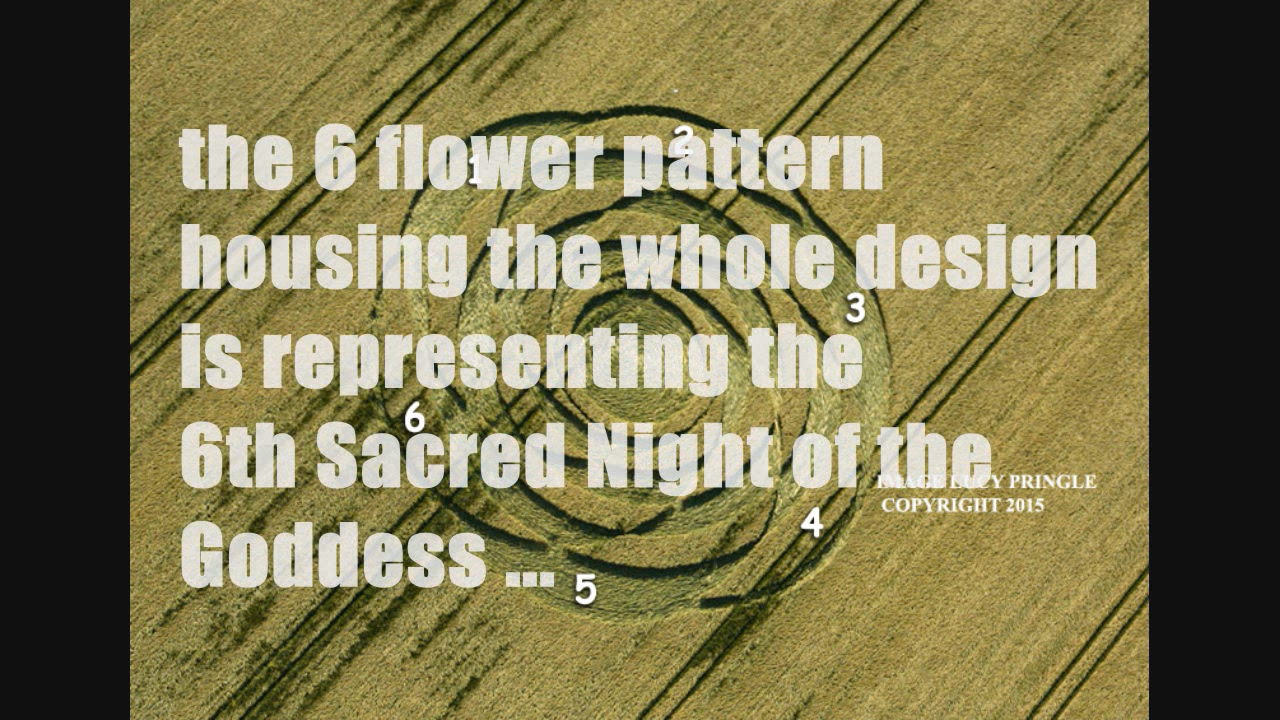 the 6 flower pattern
housing the whole design
is representing the
6th Sacred Night of the
Goddess ...
1
2
3
4
5
6
IMAGE LUCY PRINGLE
COPYRIGHT 2015